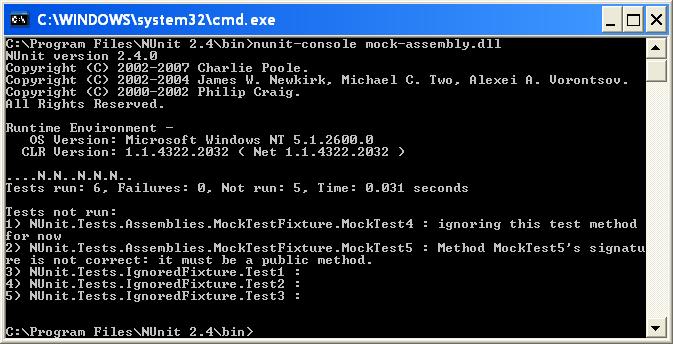 C:\WINDOWS\system32\cmd.exe
C:\Program Files\NUnit 2.4\bin>nunit-console mock-assembly.dll
NUnit version 2.4.0
Copyright (C) 2002-2007 Charlie Poole.
Copyright (C) 2002-2004 James W. Newkirk, Michael C. Two, Alexei A. Vorontsov.
Copyright (C) 2000-2002 Philip Craig.
All Rights Reserved.
Runtime Environment -
   OS Version: Microsoft Windows NT 5.1.2600.0
  CLR Version: 1.1.4322.2032 ( Net 1.1.4322.2032 )
....N.N..N.N.N..
Tests run: 6, Failures: 0, Not run: 5, Time: 0.031 seconds
Tests not run:
1) NUnit.Tests.Assemblies.MockTestFixture.MockTest4 : ignoring this test method
for now
2) NUnit.Tests.Assemblies.MockTestFixture.MockTest5 : Method MockTest5's signatu
re is not correct: it must be a public method.
3) NUnit.Tests.IgnoredFixture.Test1 :
4) NUnit.Tests.IgnoredFixture.Test2 :
5) NUnit.Tests.IgnoredFixture.Test3 :
C:\Program Files\NUnit 2.4\bin>